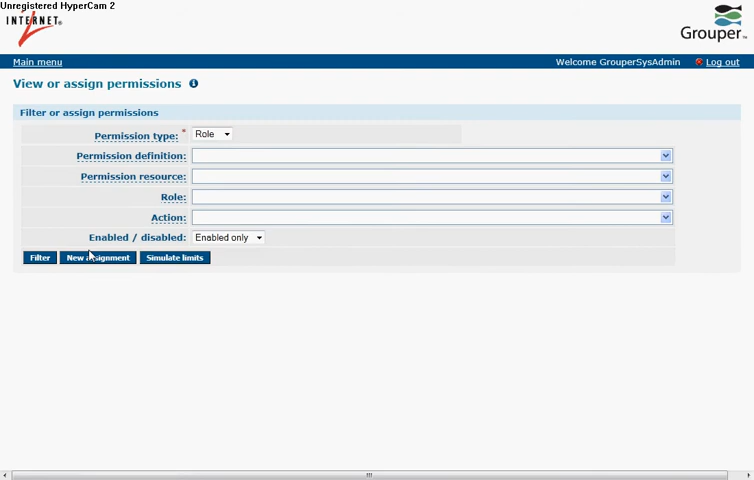 Unregistered HyperCam 2
INTERNET
Grouper™
Main menu
Welcome GrouperSysAdmin Log out
View or assign permissions
Filter or assign permissions
Permission type: * Role
Permission definition:
Permission resource:
Role:
Action:
Enabled / disabled: Enabled only
Filter New assignment Simulate limits